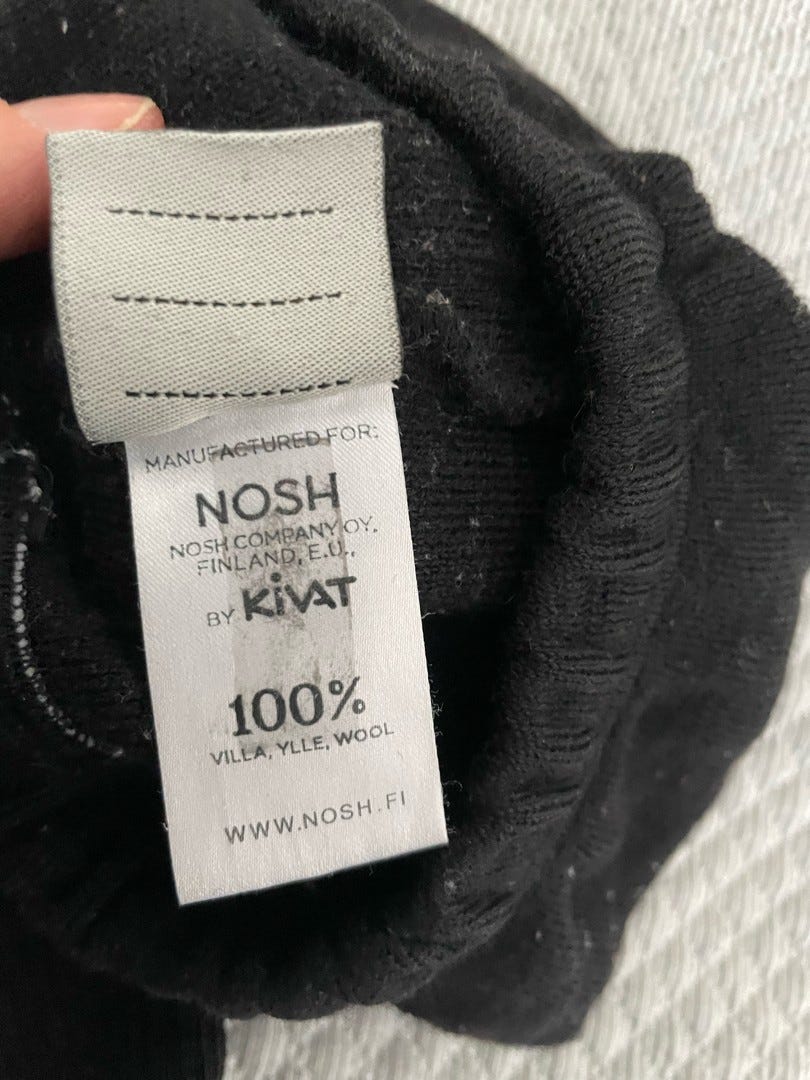 MANUFACTURED FOR:
NOSH
NOSH COMPANY OY,
FINLAND, E.U.,
BY KiVAT
100%
VILLA, YLLE, WOOL
WWW.NOSH.FI